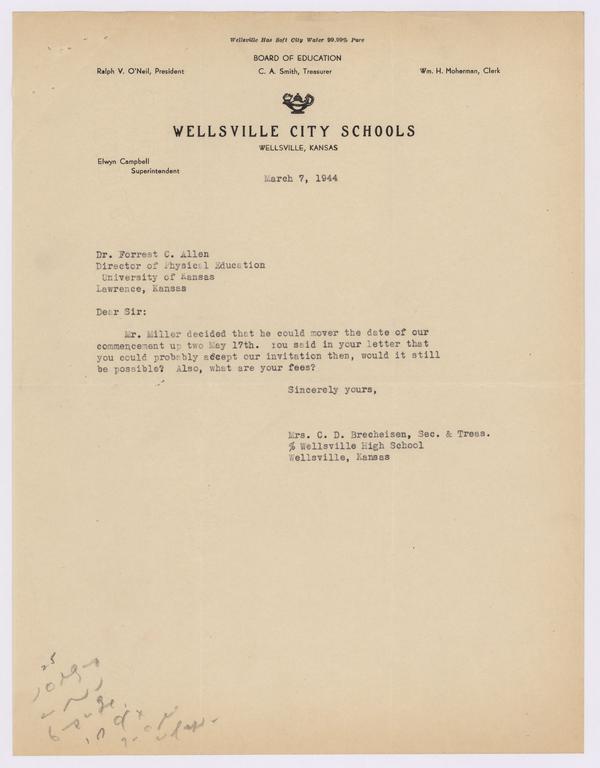 Wellsville Has Soft City Water 99.99% Pure
BOARD OF EDUCATION
Ralph V. O'Neil, President C. A. Smith, Treasurer Wm. H. Moherman, Clerk
WELLSVILLE CITY SCHOOLS
WELLSVILLE, KANSAS
Elwyn Campbell
Superintendent
March 7, 1944
Dr. Forrest C. Allen
Director of Physical Education
University of Kansas
Lawrence, Kansas
Dear Sir:
Mr. Miller decided that he could mover the date of our
commencement up two May 17th. You said in your letter that
you could probably accept our invitation then, would it still
be possible? Also, what are your fees?
Sincerely yours,
Mrs. C. D. Brecheisen, Sec. & Treas.
% Wellsville High School
Wellsville, Kansas